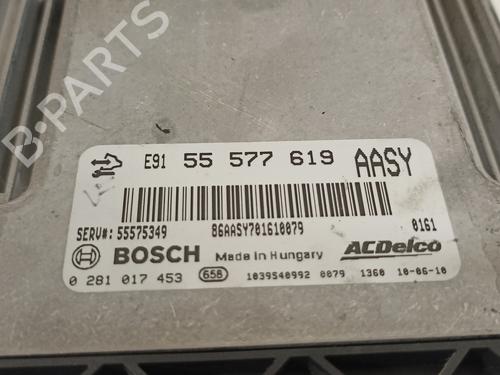 B-PARTS
E91 55 577 619 AASY
SERV#: 55575349 86AASY701610079 0161
BOSCH Made in Hungary ACDelco
0 281 017 453 658 1039S40992 0079 1360 10-06-10